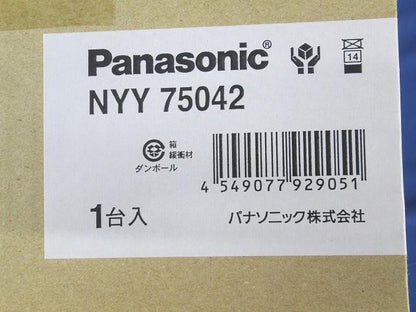 Panasonic®
14
NYY 75042
箱
緩衝材
ダンボール
4 549077 929051
1台入
パナソニック株式会社